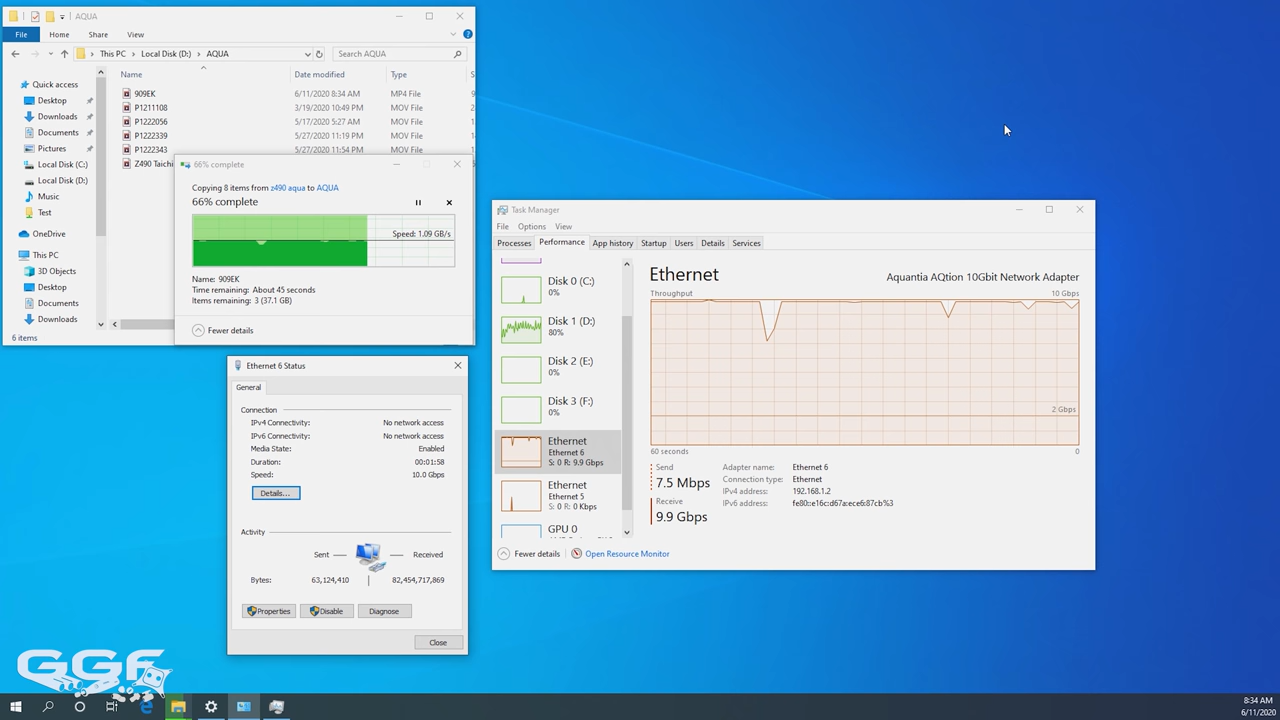 AQUA
File
Home
Share
View
This PC
Local Disk (D:)
AQUA
Search AQUA
Name
Date modified
Type
S
Quick access
Desktop
Downloads
Documents
Pictures
Local Disk (C:)
Local Disk (D:)
Music
Test
OneDrive
This PC
3D Objects
Desktop
Documents
Downloads
909EK 6/11/2020 8:34 AM MP4 File 9
P1211108 3/19/2020 10:49 PM MOV File 2
P1222056 5/17/2020 5:27 AM MOV File
P1222339 5/27/2020 11:19 PM MOV File
P1222343 5/27/2020 11:54 PM MOV File
Z490 Taichi
6 items
66% complete
Copying 8 items from z490 aqua to AQUA
66% complete
Speed: 1.09 GB/s
Name: 909EK
Time remaining: About 45 seconds
Items remaining: 3 (37.1 GB)
Fewer details
Ethernet 6 Status
General
Connection
IPv4 Connectivity: No network access
IPv6 Connectivity: No network access
Media State: Enabled
Duration: 00:01:58
Speed: 10.0 Gbps
Details...
Activity
Sent
Received
Bytes: 63,124,410 82,454,717,869
Properties
Disable
Diagnose
Close
Task Manager
File
Options
View
Processes
Performance
App history
Startup
Users
Details
Services
Disk 0 (C:)
0%
Disk 1 (D:)
80%
Disk 2 (E:)
0%
Disk 3 (F:)
0%
Ethernet
Ethernet 6
S: 0 R: 9.9 Gbps
Ethernet
Ethernet 5
S: 0 R: 0 Kbps
GPU 0
Ethernet
Aquantia AQtion 10Gbit Network Adapter
Throughput
10 Gbps
2 Gbps
60 seconds
0
Send
7.5 Mbps
Receive
9.9 Gbps
Adapter name: Ethernet 6
Connection type: Ethernet
IPv4 address: 192.168.1.2
IPv6 address: fe80::e16c:d67a:ece6:87cb%3
Fewer details
Open Resource Monitor
GGF
8:34 AM
6/11/2020